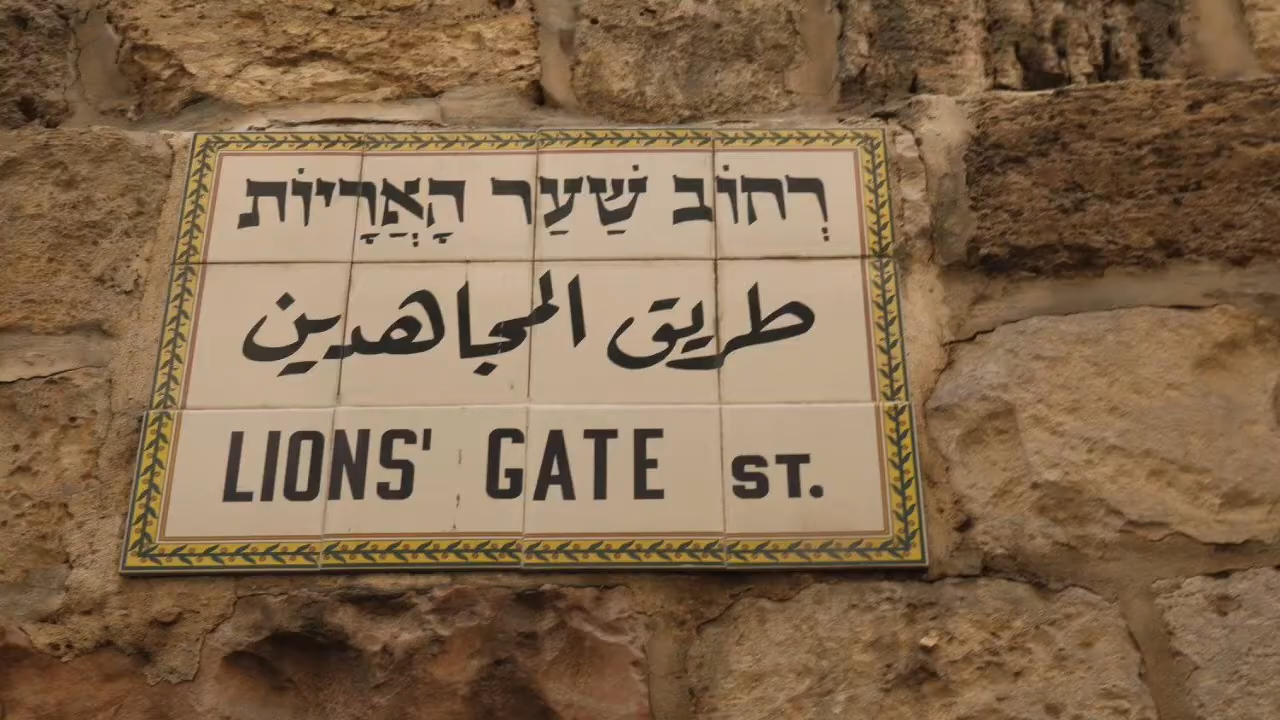 רְחוֹב שַׁעַר הָאֲרָיוֹת
طريق المجاهدين
LIONS' GATE ST.